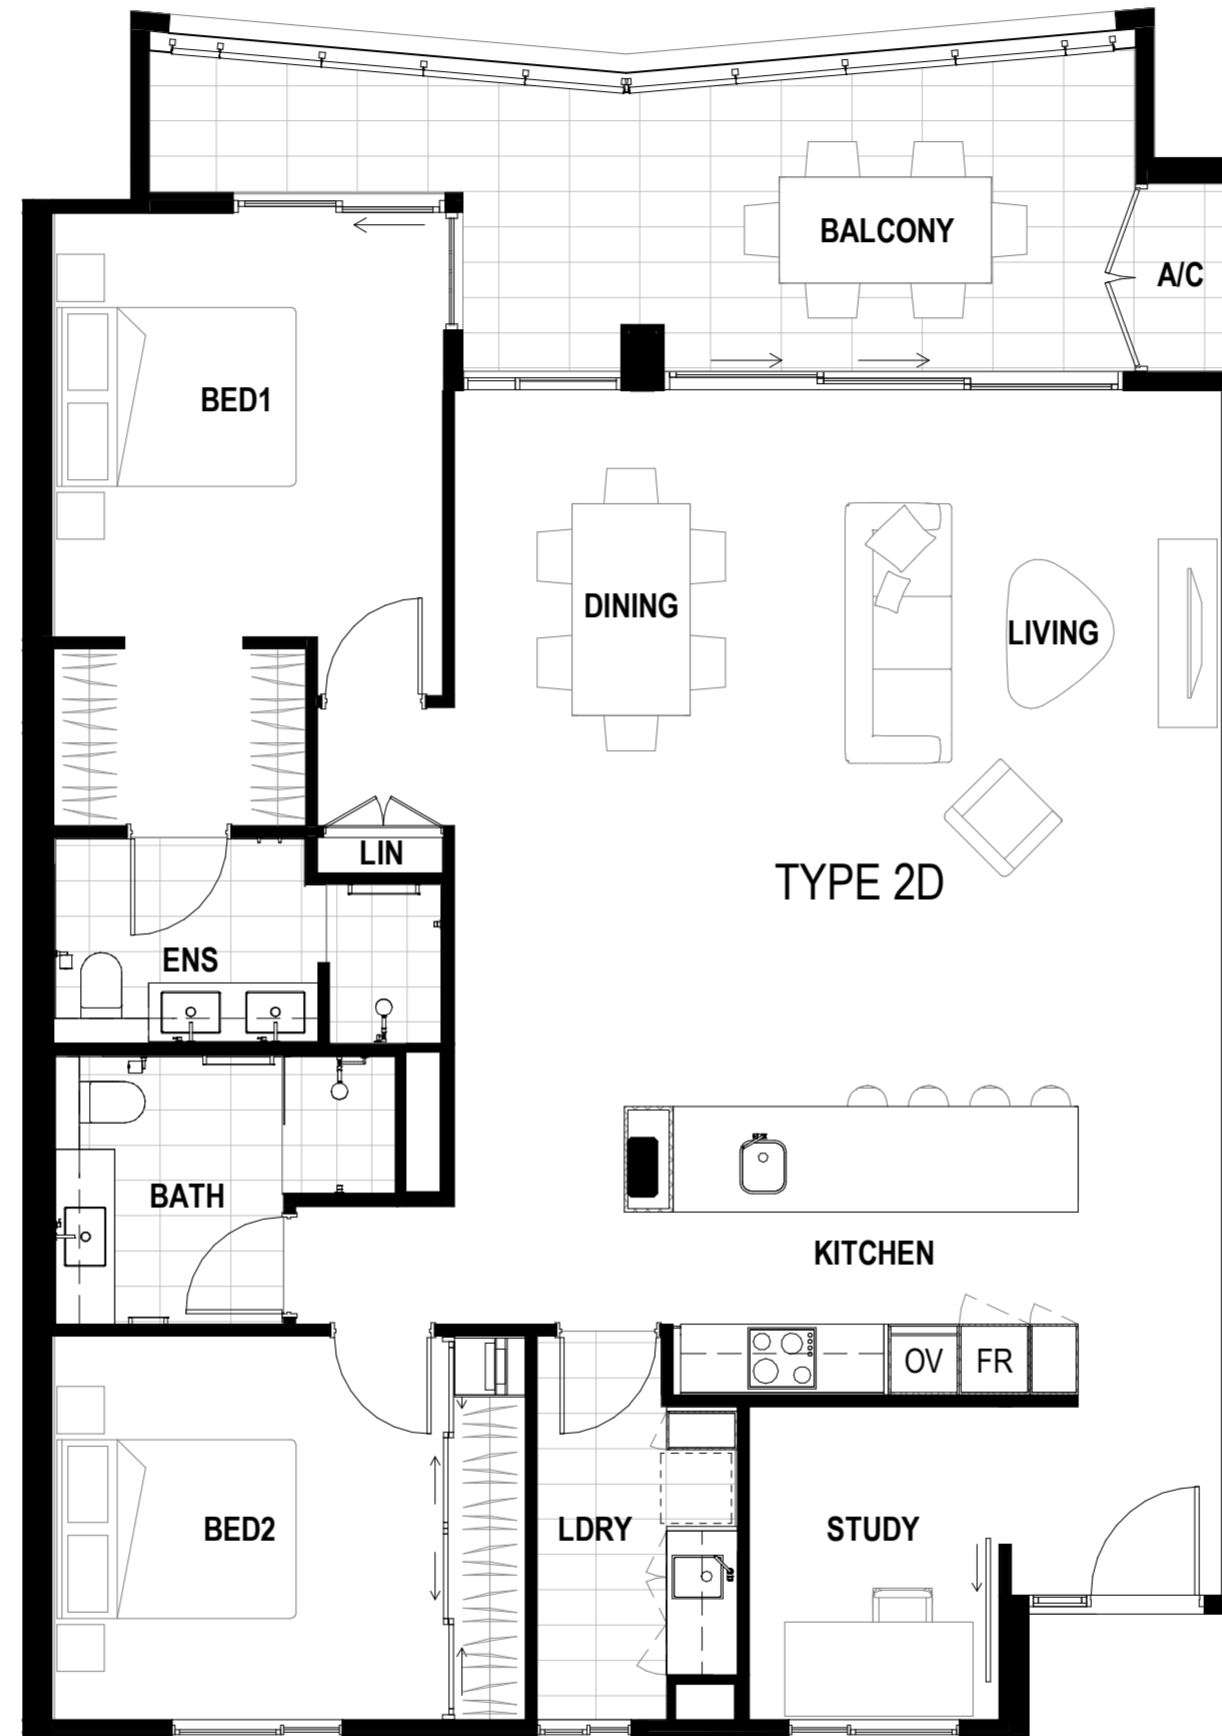 BALCONY
A/C
BED1
DINING
LIVING
LIN
TYPE 2D
ENS
BATH
KITCHEN
OV
FR
BED2
LDRY
STUDY